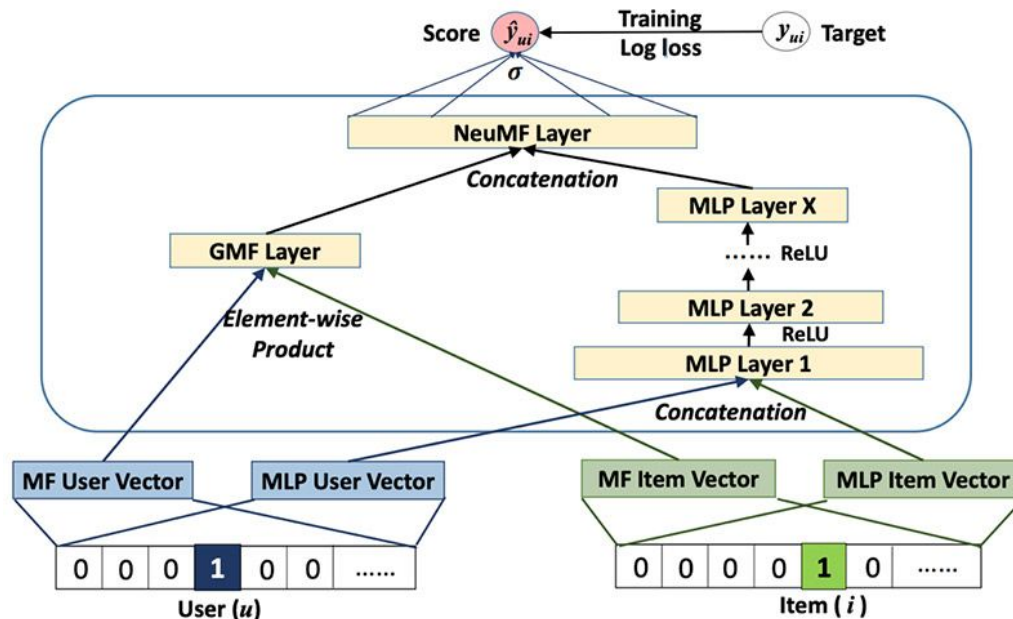 Score ŷui Training yui Target
Log loss
σ
NeuMF Layer
Concatenation
MLP Layer X
GMF Layer
...... ReLU
Element-wise
Product
MLP Layer 2
ReLU
MLP Layer 1
Concatenation
MF User Vector MLP User Vector MF Item Vector MLP Item Vector
0 0 0 1 0 0 ...... 0 0 0 0 1 0 ......
User (u) Item ( i )